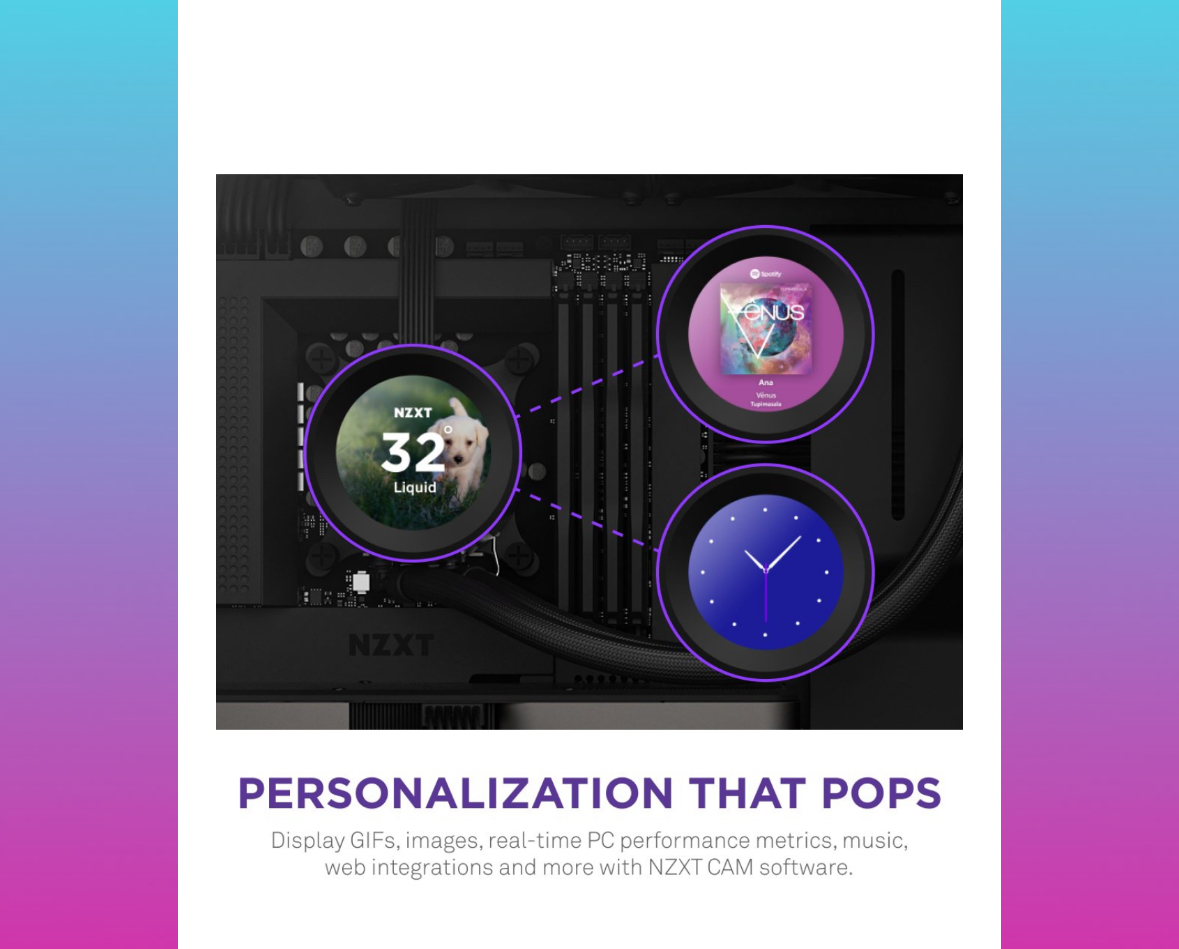 Spotify
VĒNUS
Ana
Vênus
Tupimasala
NZXT
32°
Liquid
NZXT
PERSONALIZATION THAT POPS
Display GIFs, images, real-time PC performance metrics, music,
web integrations and more with NZXT CAM software.